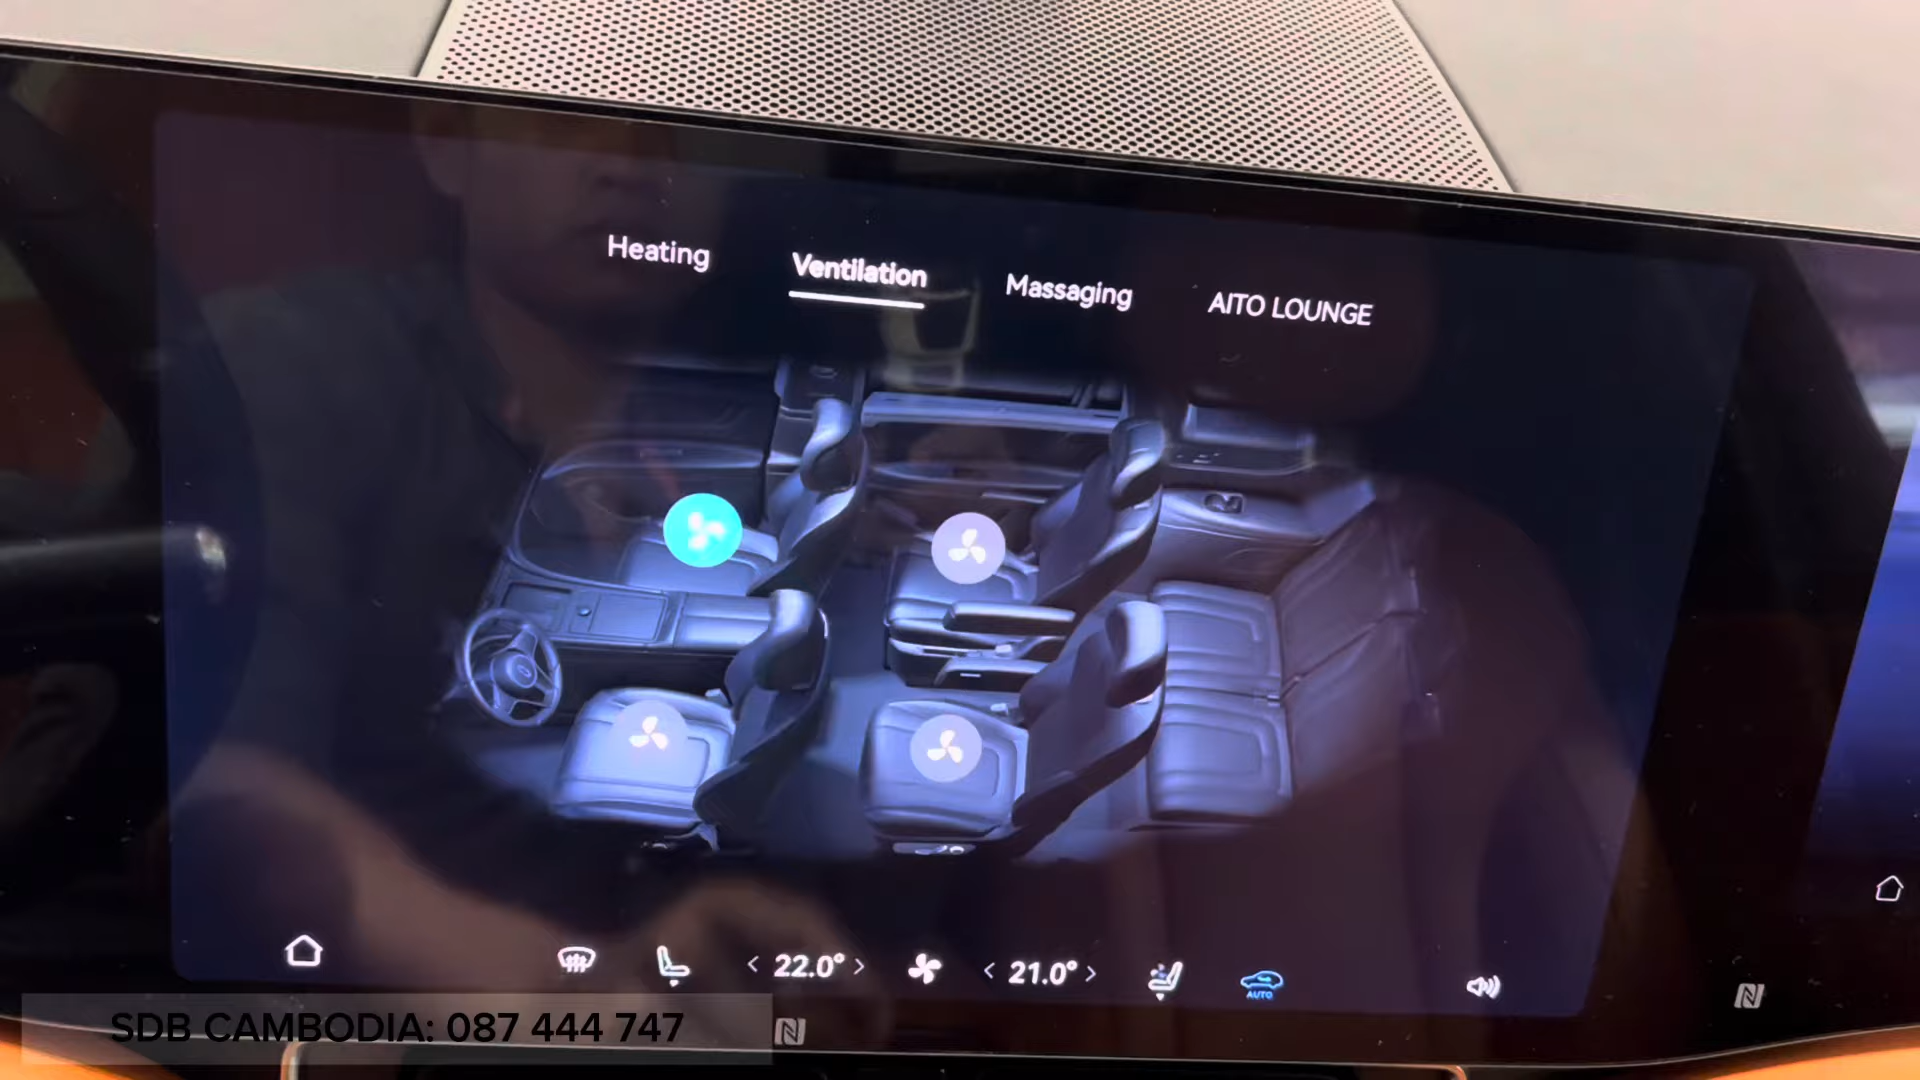 Heating
Ventilation
Massaging
AITO LOUNGE
< 22.0° >
< 21.0° >
AUTO
SDB CAMBODIA: 087 444 747